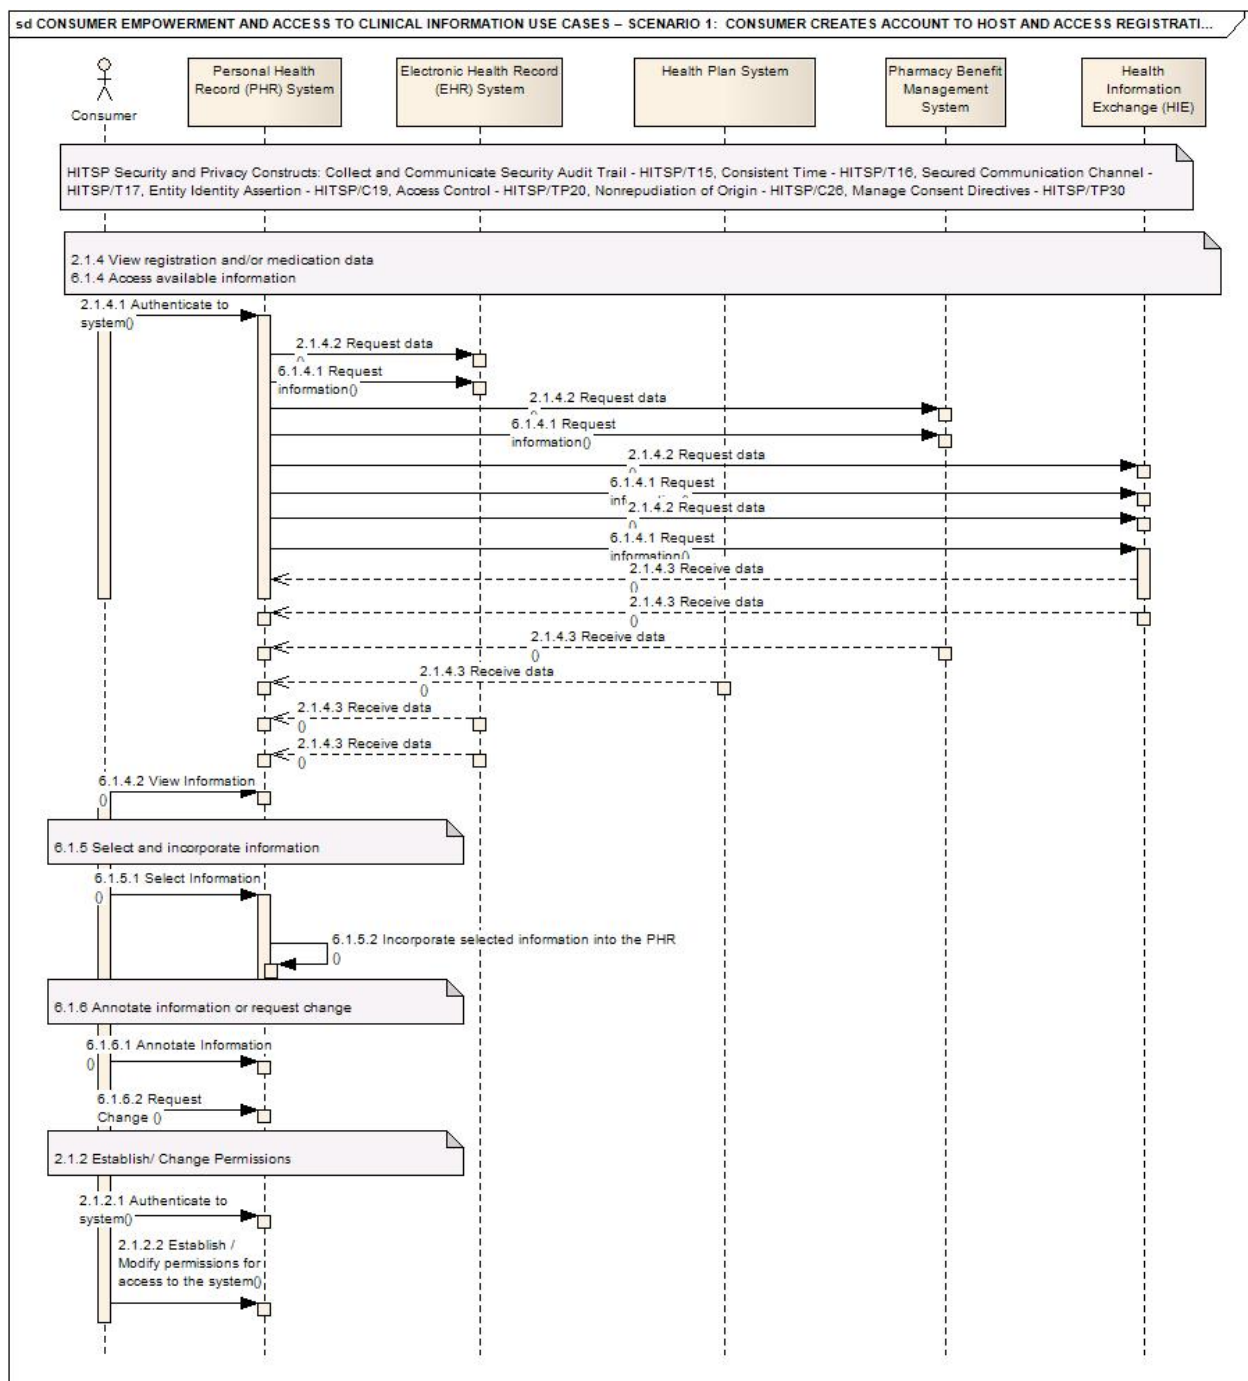 sd CONSUMER EMPOWERMENT AND ACCESS TO CLINICAL INFORMATION USE CASES – SCENARIO 1: CONSUMER CREATES ACCOUNT TO HOST AND ACCESS REGISTRATI...
Consumer
Personal Health
Record (PHR) System
Electronic Health Record
(EHR) System
Health Plan System
Pharmacy Benefit
Management
System
Health
Information
Exchange (HIE)
HITSP Security and Privacy Constructs: Collect and Communicate Security Audit Trail - HITSP/T15, Consistent Time - HITSP/T16, Secured Communication Channel -
HITSP/T17, Entity Identity Assertion - HITSP/C19, Access Control - HITSP/TP20, Nonrepudiation of Origin - HITSP/C26, Manage Consent Directives - HITSP/TP30
2.1.4 View registration and/or medication data
6.1.4 Access available information
2.1.4.1 Authenticate to
system()
2.1.4.2 Request data
()
6.1.4.1 Request
information()
2.1.4.2 Request data
()
6.1.4.1 Request
information()
2.1.4.2 Request data
()
6.1.4.1 Request
2.1.4.2 Request data
()
6.1.4.1 Request
information()
2.1.4.3 Receive data
()
2.1.4.3 Receive data
()
2.1.4.3 Receive data
()
2.1.4.3 Receive data
()
2.1.4.3 Receive data
()
2.1.4.3 Receive data
()
6.1.4.2 View Information
()
6.1.5 Select and incorporate information
6.1.5.1 Select Information
()
6.1.5.2 Incorporate selected information into the PHR
()
6.1.6 Annotate information or request change
6.1.6.1 Annotate Information
()
6.1.6.2 Request
Change ()
2.1.2 Establish/ Change Permissions
2.1.2.1 Authenticate to
system()
2.1.2.2 Establish /
Modify permissions for
access to the system()